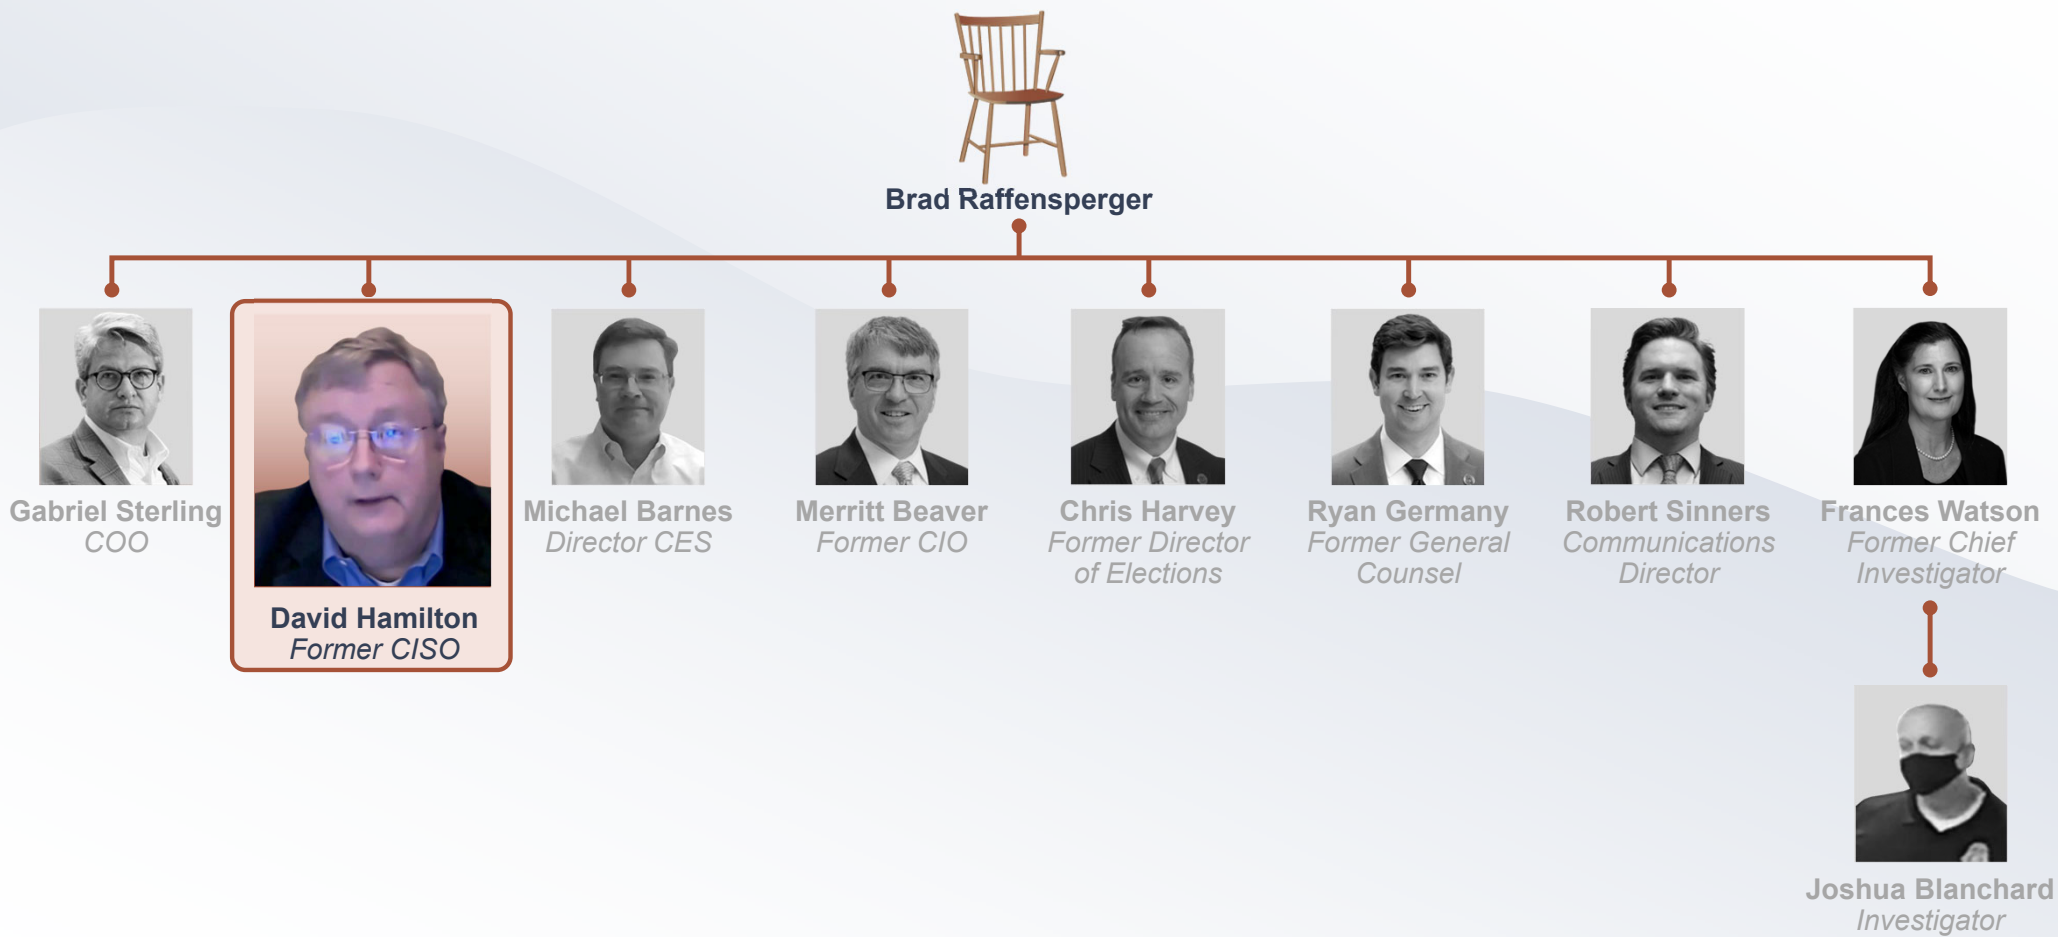 Brad Raffensperger
Gabriel Sterling
COO
David Hamilton
Former CISO
Michael Barnes
Director CES
Merritt Beaver
Former CIO
Chris Harvey
Former Director
of Elections
Ryan Germany
Former General
Counsel
Robert Sinners
Communications
Director
Frances Watson
Former Chief
Investigator
Joshua Blanchard
Investigator